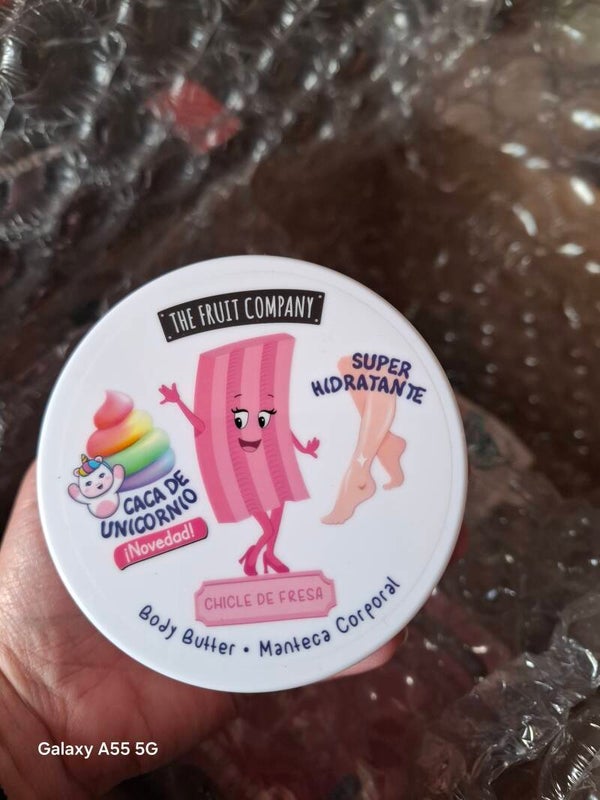 THE FRUIT COMPANY
SUPER
HIDRATANTE
CACA DE
UNICORNIO
¡Novedad!
CHICLE DE FRESA
Body Butter • Manteca Corporal
Galaxy A55 5G